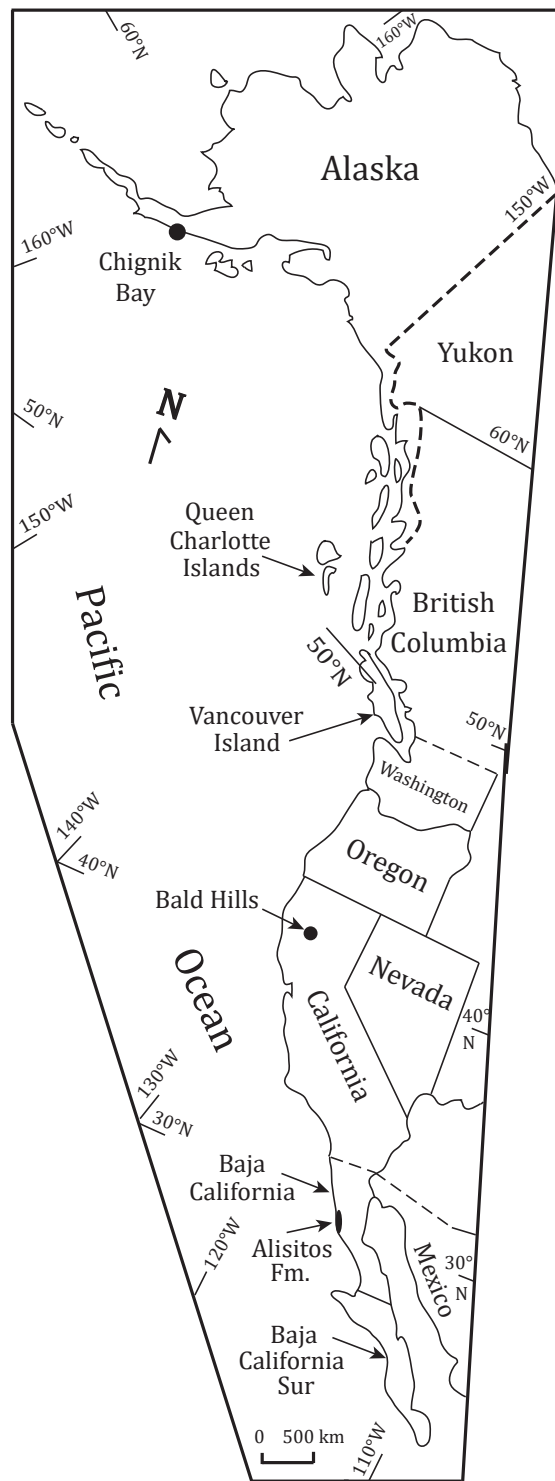 60°N
160°W
Alaska
150°W
160°W
Chignik
Bay
Yukon
N
50°N
60°N
150°W
Queen
Charlotte
Islands
British
Columbia
Pacific
50°N
Vancouver
Island
50°N
Washington
140°W
40°N
Oregon
Bald Hills
Nevada
Ocean
California
40°
N
130°W
30°N
Baja
California
Alisitos
Fm.
120°W
Mexico
30°
N
Baja
California
Sur
0 500 km
110°W